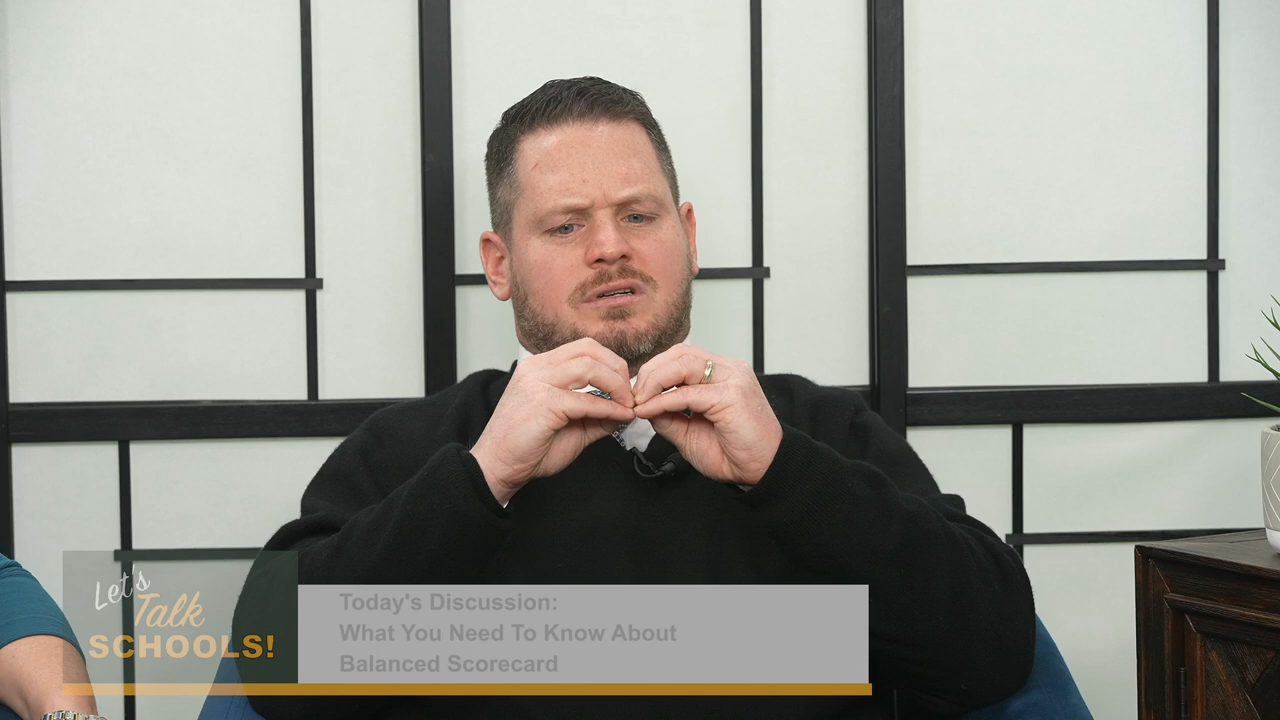 Let's
Talk
SCHOOLS!
Today's Discussion:
What You Need To Know About
Balanced Scorecard